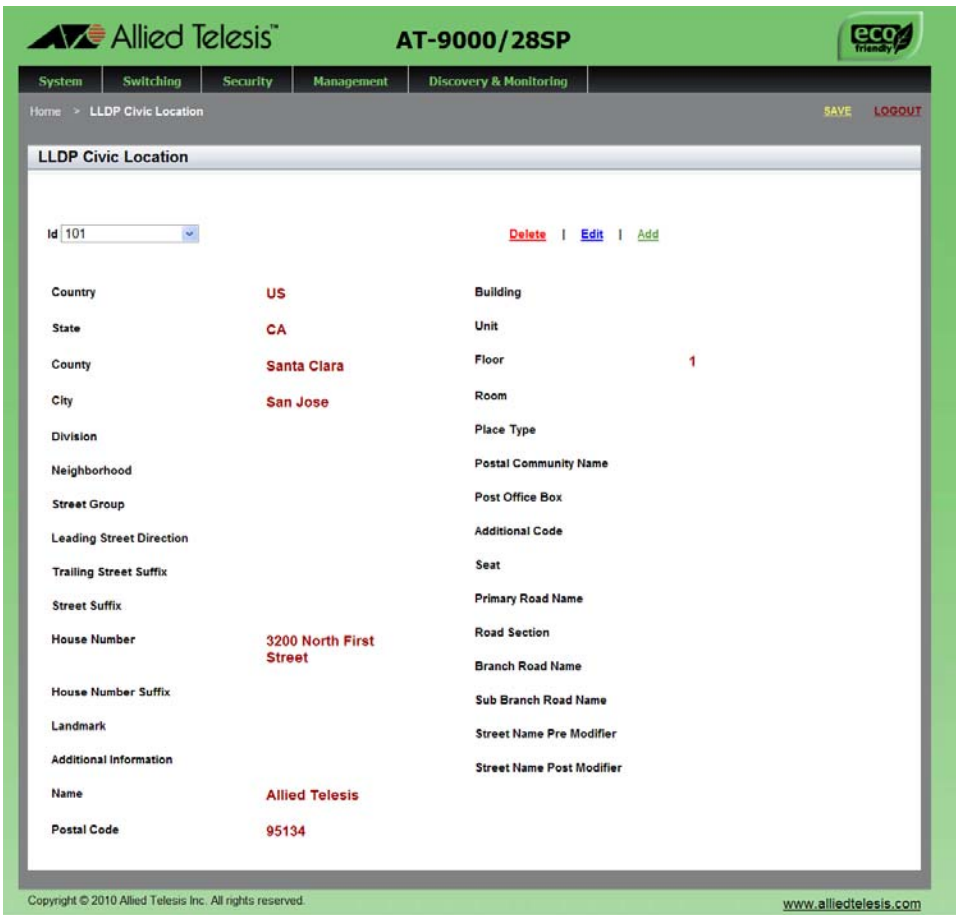 Allied Telesis™
AT-9000/28SP
eco
friendly
System Switching Security Management Discovery & Monitoring
Home > LLDP Civic Location
SAVE LOGOUT
LLDP Civic Location
Id 101
Delete | Edit | Add
Country US
State CA
County Santa Clara
City San Jose
Division
Neighborhood
Street Group
Leading Street Direction
Trailing Street Suffix
Street Suffix
House Number 3200 North First
Street
House Number Suffix
Landmark
Additional Information
Name Allied Telesis
Postal Code 95134
Building
Unit
Floor 1
Room
Place Type
Postal Community Name
Post Office Box
Additional Code
Seat
Primary Road Name
Road Section
Branch Road Name
Sub Branch Road Name
Street Name Pre Modifier
Street Name Post Modifier
Copyright © 2010 Allied Telesis Inc. All rights reserved.
www.alliedtelesis.com